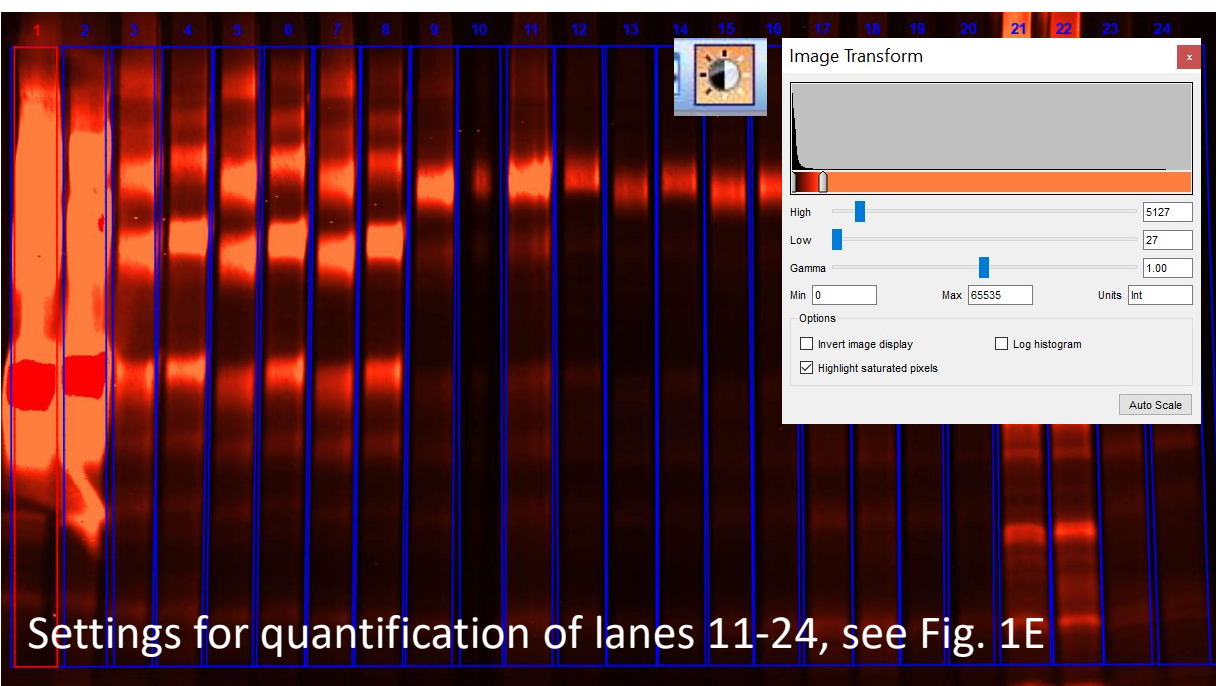 1 2 3 4 5 6 7 8 9 10 11 12 13 14 15 16 17 18 19 20 21 22 23 24
Image Transform
x
High 5127
Low 27
Gamma 1.00
Min 0 Max 65535 Units Int
Options
Invert image display Log histogram
Highlight saturated pixels
Auto Scale
Settings for quantification of lanes 11-24, see Fig. 1E